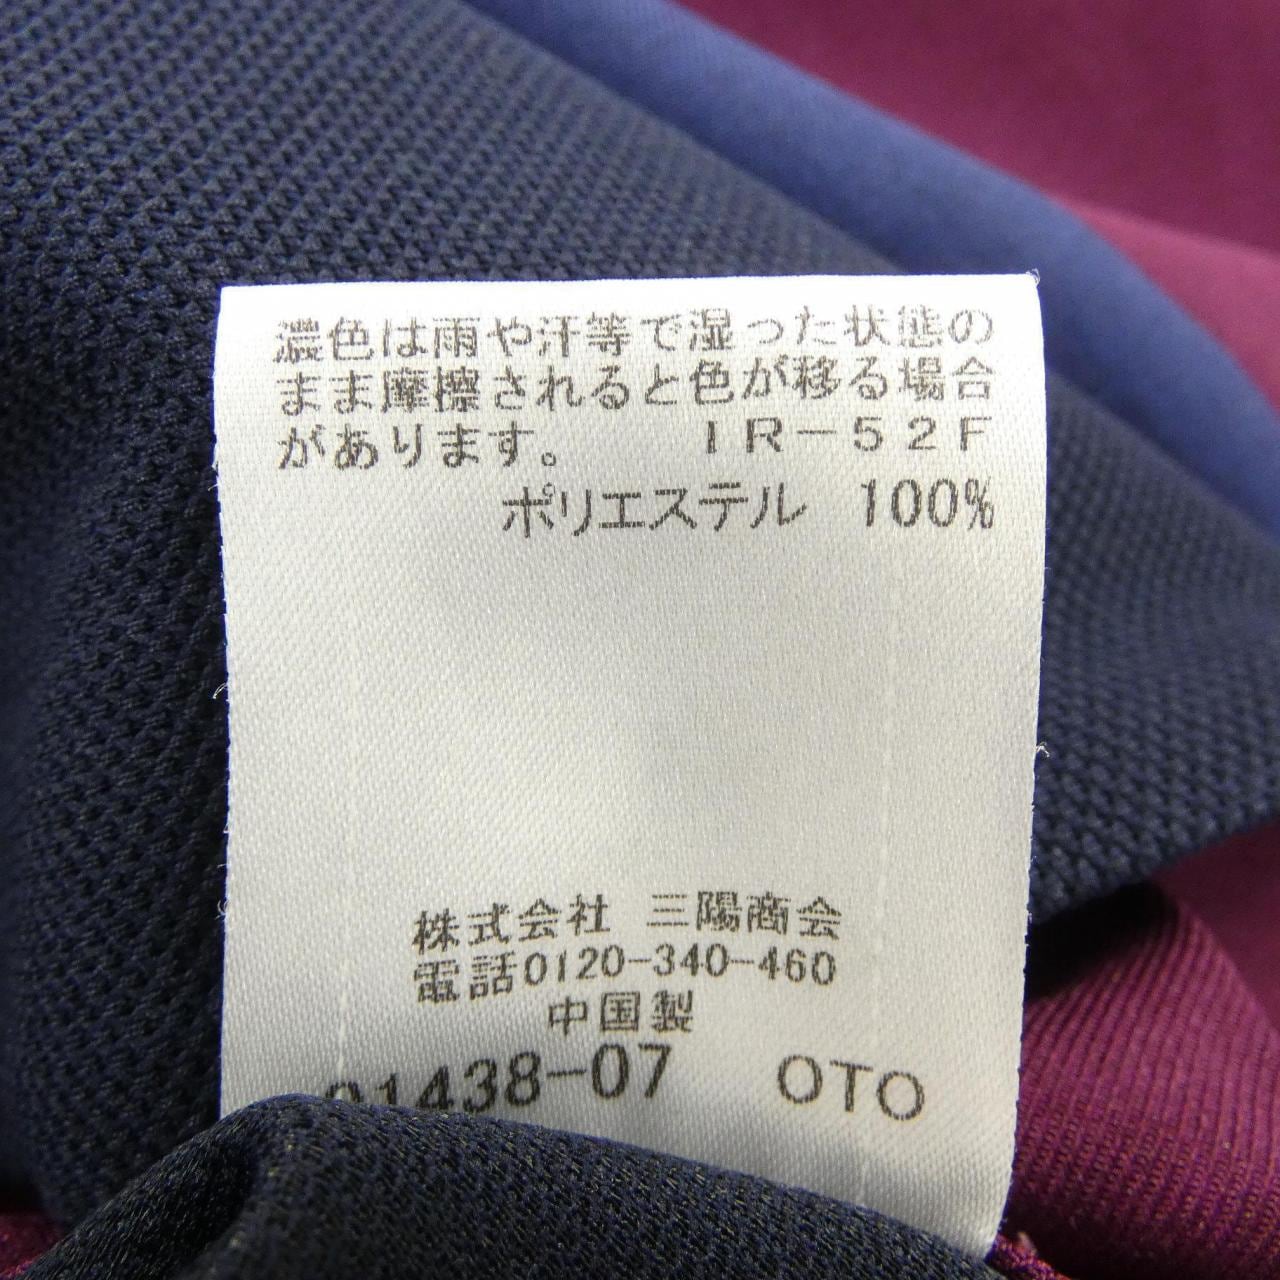 濃色は雨や汗等で湿った状態の
まま摩擦されると色が移る場合
があります。　ＩＲ－５２Ｆ
ポリエステル　100%
株式会社 三陽商会
電話0120-340-460
中国製
01438-07　OTO